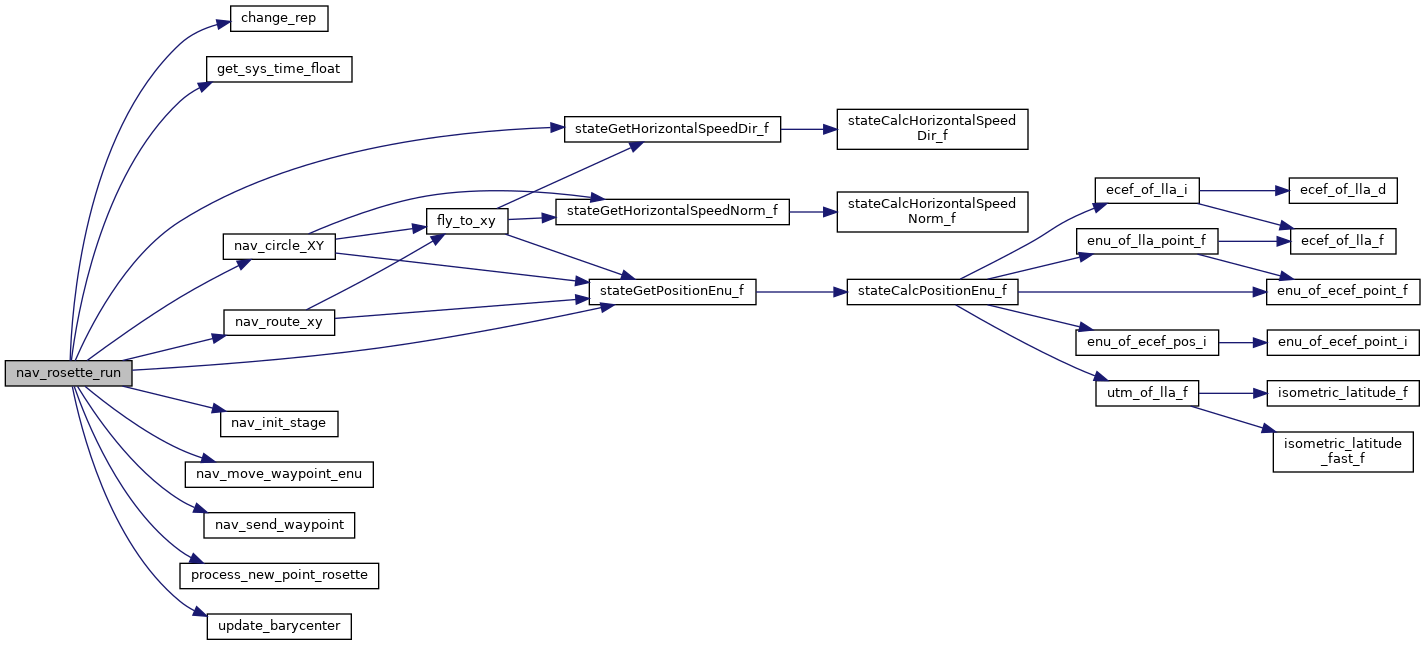 change_rep
get_sys_time_float
stateGetHorizontalSpeedDir_f
stateCalcHorizontalSpeed
Dir_f
ecef_of_lla_i
ecef_of_lla_d
stateGetHorizontalSpeedNorm_f
stateCalcHorizontalSpeed
Norm_f
fly_to_xy
nav_circle_XY
enu_of_lla_point_f
ecef_of_lla_f
stateGetPositionEnu_f
stateCalcPositionEnu_f
enu_of_ecef_point_f
nav_route_xy
enu_of_ecef_pos_i
enu_of_ecef_point_i
nav_rosette_run
utm_of_lla_f
isometric_latitude_f
nav_init_stage
isometric_latitude
_fast_f
nav_move_waypoint_enu
nav_send_waypoint
process_new_point_rosette
update_barycenter